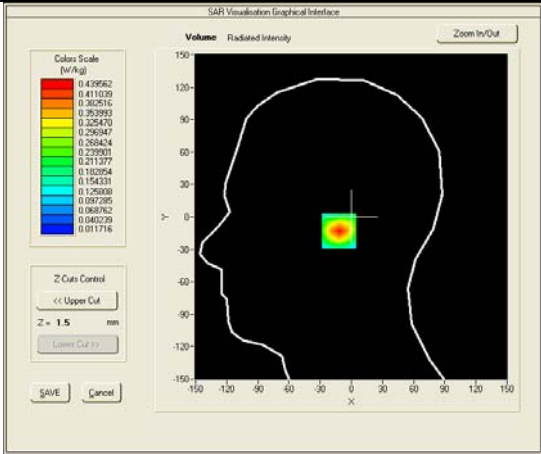 SAR Visualisation Graphical Interface
Volume Radiated Intensity
Zoom In/Out
Colors Scale
(W/kg)
0.439562
0.411039
0.382516
0.353993
0.325470
0.296947
0.268424
0.239901
0.211377
0.182854
0.154331
0.125808
0.097285
0.068762
0.040239
0.011716
150
120
90
60
30
0
-30
-60
-90
-120
-150
Y
-150 -120 -90 -60 -30 0 30 60 90 120 150
X
Z Cuts Control
<< Upper Cut
Z = 1.5 mm
Lower Cut >>
SAVE Cancel